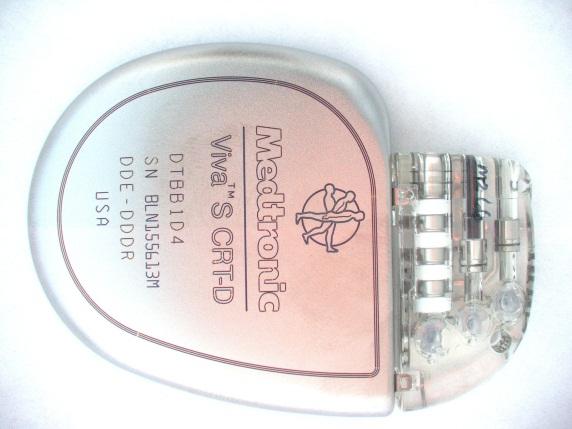 Medtronic
Viva™ S CRT-D
DTBB1D4
SN BLN155613M
DDE-DDDR
USA